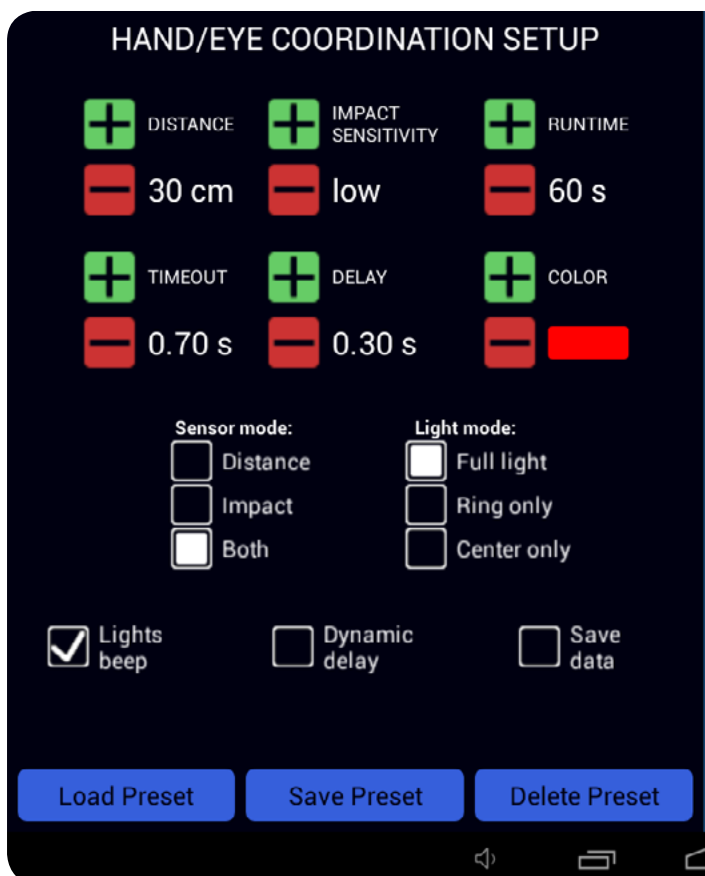 HAND/EYE COORDINATION SETUP
DISTANCE
IMPACT
SENSITIVITY
RUNTIME
30 cm
low
60 s
TIMEOUT
DELAY
COLOR
0.70 s
0.30 s
Sensor mode:
Light mode:
Distance
Full light
Impact
Ring only
Both
Center only
Lights
beep
Dynamic
delay
Save
data
Load Preset
Save Preset
Delete Preset